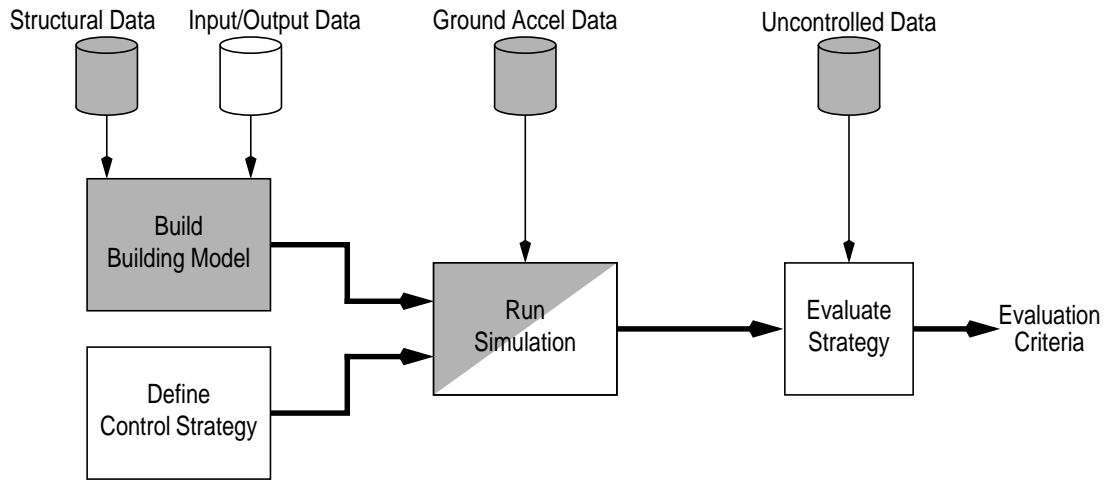 Structural Data
Input/Output Data
Ground Accel Data
Uncontrolled Data
Build
Building Model
Run
Simulation
Evaluate
Strategy
Evaluation
Criteria
Define
Control Strategy